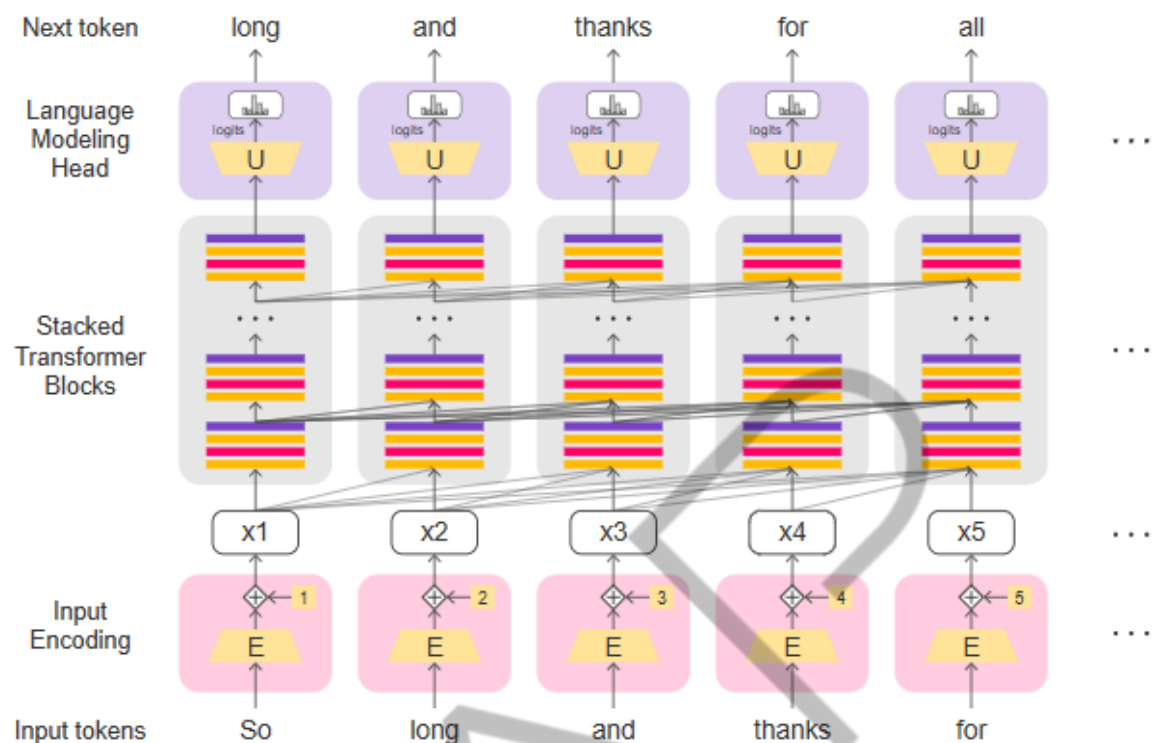 Next token long and thanks for all
Language
Modeling
Head
logits logits logits logits logits
U U U U U
...
Stacked
Transformer
Blocks
... ... ... ... ...
...
x1 x2 x3 x4 x5
...
Input
Encoding
+ 1 + 2 + 3 + 4 + 5
E E E E E
...
Input tokens So long and thanks for